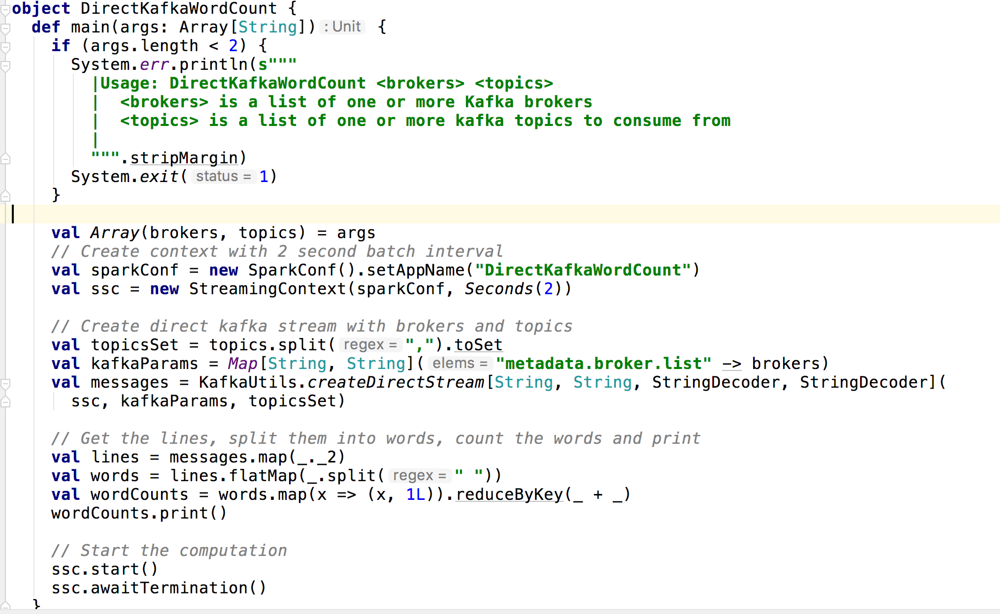 object DirectKafkaWordCount {
  def main(args: Array[String]) : Unit {
    if (args.length < 2) {
      System.err.println(s"""
        |Usage: DirectKafkaWordCount <brokers> <topics>
        |  <brokers> is a list of one or more Kafka brokers
        |  <topics> is a list of one or more kafka topics to consume from
        |
        """.stripMargin)
      System.exit( status = 1)
    }

    val Array(brokers, topics) = args
    // Create context with 2 second batch interval
    val sparkConf = new SparkConf().setAppName("DirectKafkaWordCount")
    val ssc = new StreamingContext(sparkConf, Seconds(2))

    // Create direct kafka stream with brokers and topics
    val topicsSet = topics.split( regex = ",").toSet
    val kafkaParams = Map[String, String]( elems = "metadata.broker.list" -> brokers)
    val messages = KafkaUtils.createDirectStream[String, String, StringDecoder, StringDecoder](
      ssc, kafkaParams, topicsSet)

    // Get the lines, split them into words, count the words and print
    val lines = messages.map(_._2)
    val words = lines.flatMap(_.split( regex = " "))
    val wordCounts = words.map(x => (x, 1L)).reduceByKey(_ + _)
    wordCounts.print()

    // Start the computation
    ssc.start()
    ssc.awaitTermination()
  }